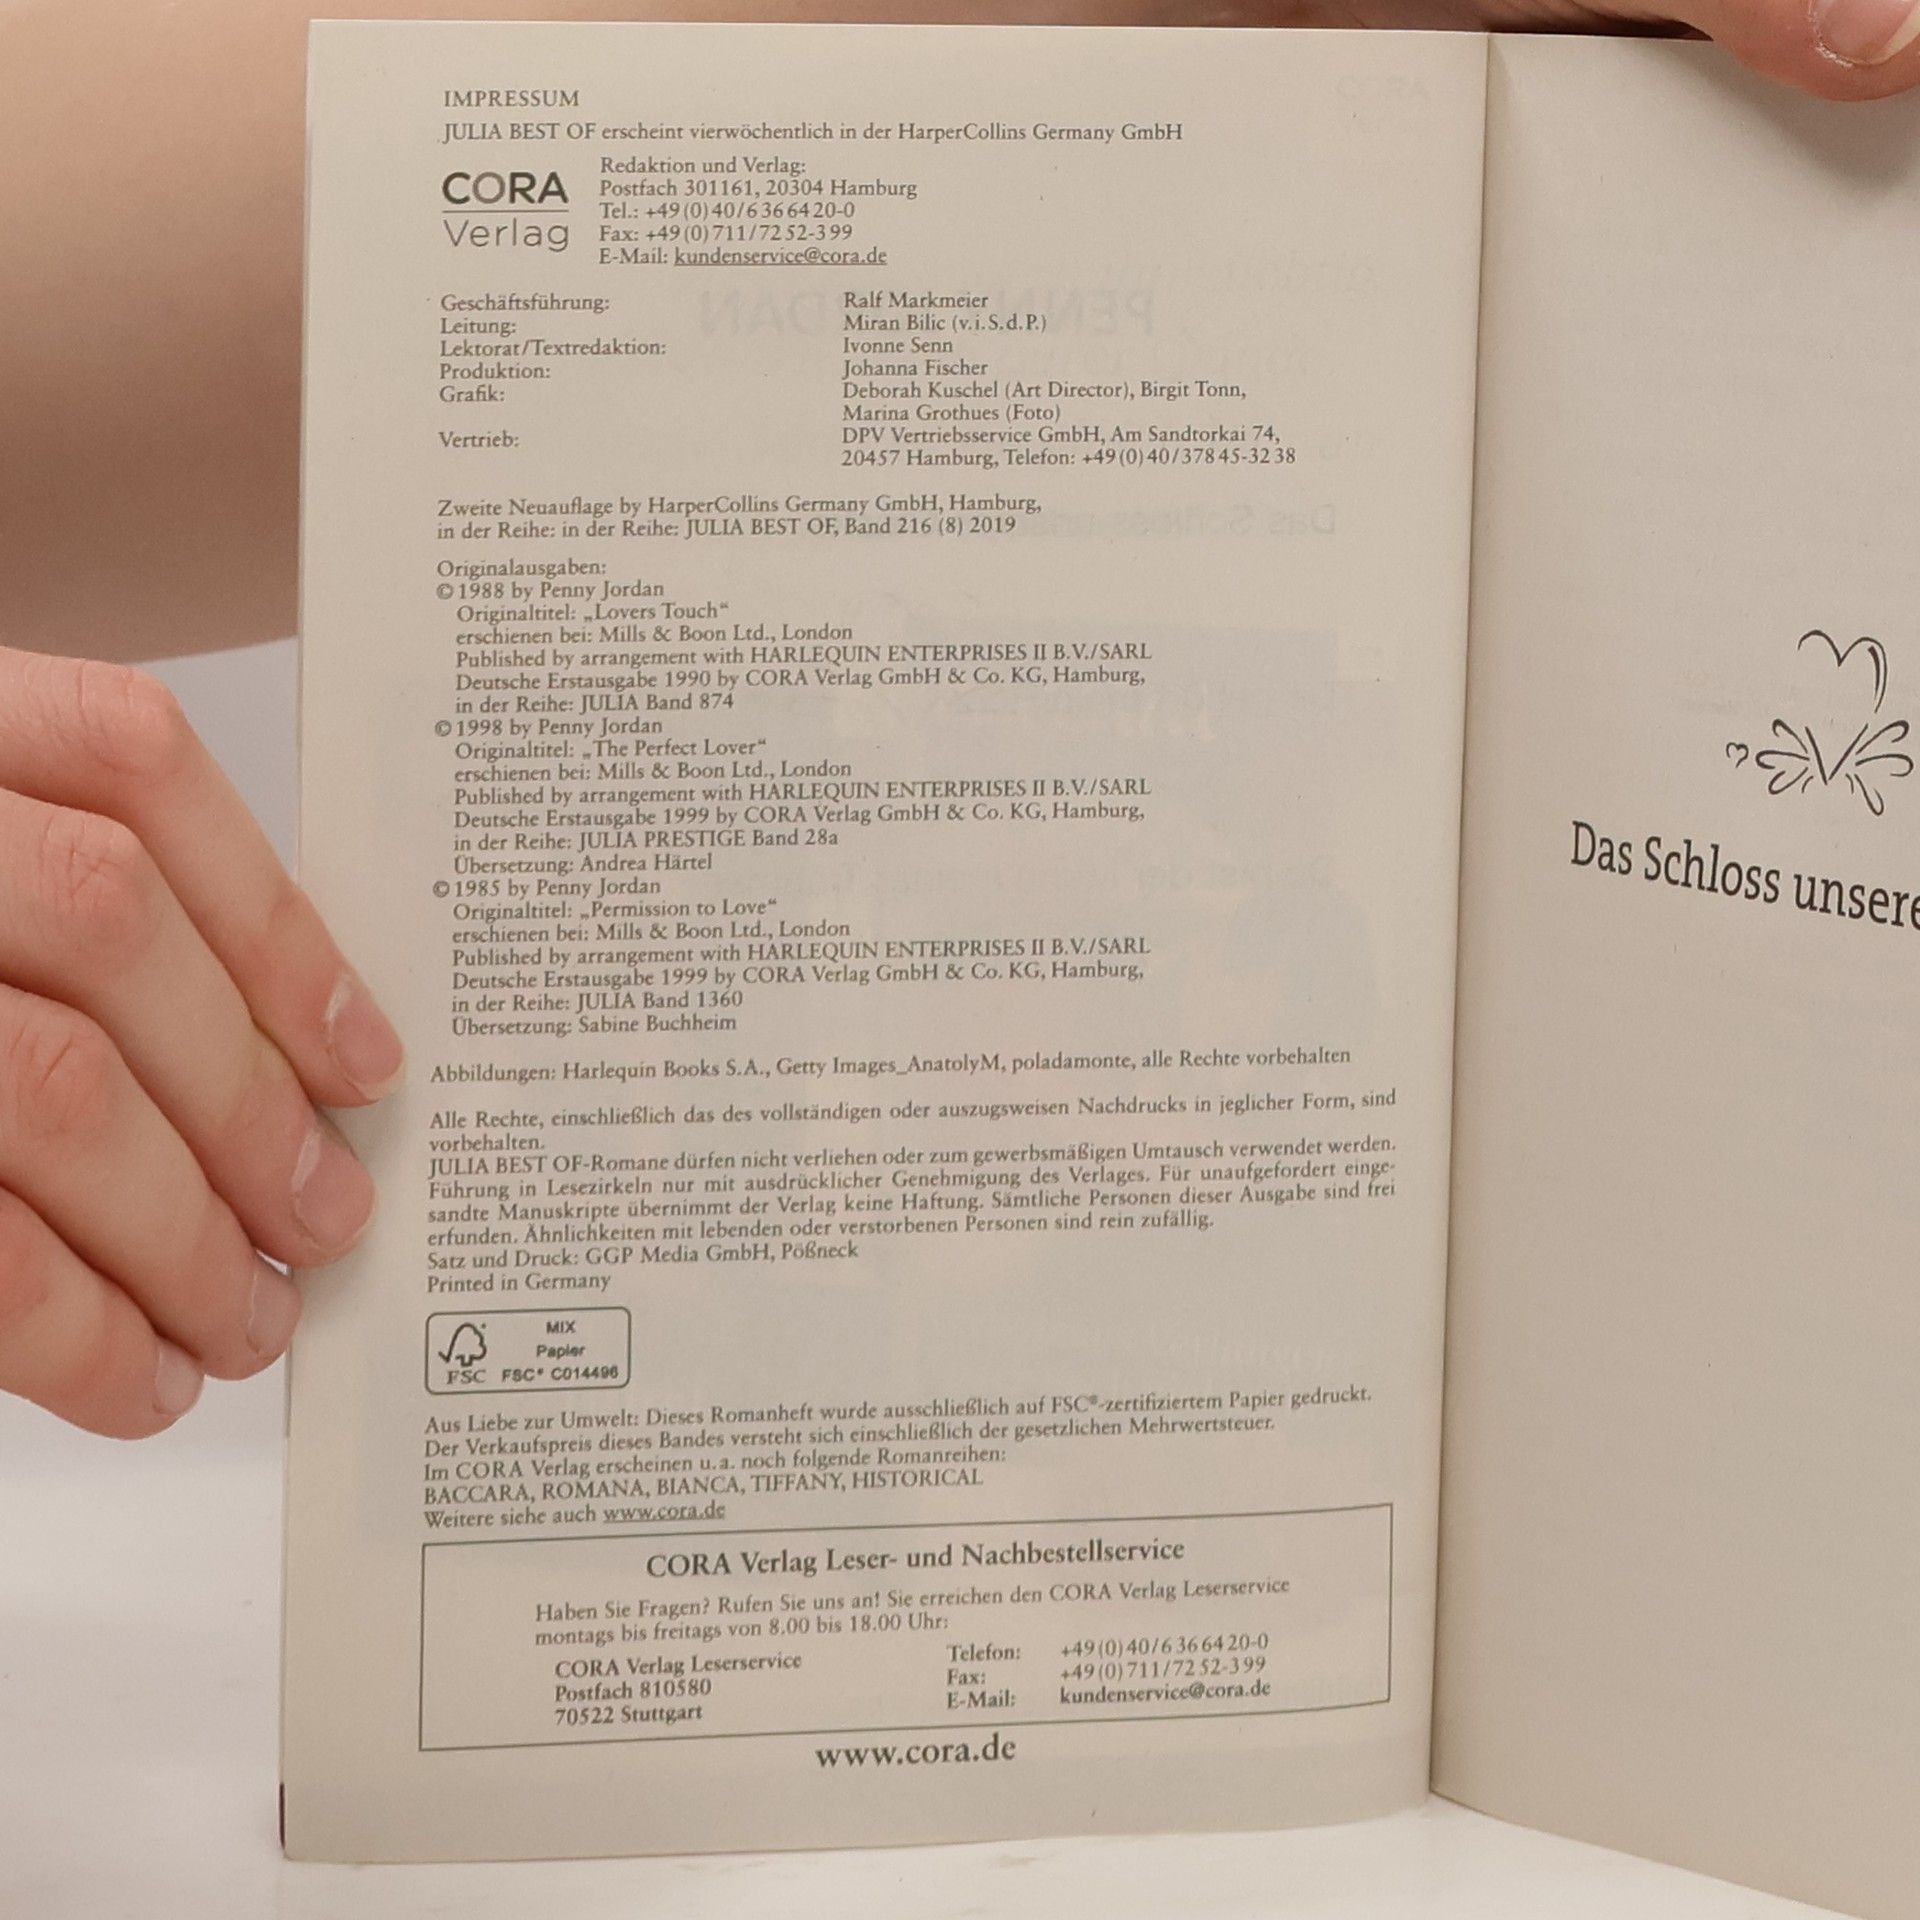 IMPRESSUM
JULIA BEST OF erscheint vierwöchentlich in der HarperCollins Germany GmbH
CORA
Verlag
Redaktion und Verlag:
Postfach 301161, 20304 Hamburg
Tel.: +49(0)40/6366420-0
Fax: +49(0)711/7252-399
E-Mail: kundenservice@cora.de
Geschäftsführung: Ralf Markmeier
Leitung: Miran Bilic (v.i.S.d.P.)
Lektorat/Textredaktion: Ivonne Senn
Produktion: Johanna Fischer
Grafik: Deborah Kuschel (Art Director), Birgit Tonn,
Marina Grothues (Foto)
Vertrieb: DPV Vertriebsservice GmbH, Am Sandtorkai 74,
20457 Hamburg, Telefon: +49(0)40/37845-3238
Zweite Neuauflage by HarperCollins Germany GmbH, Hamburg,
in der Reihe: in der Reihe: JULIA BEST OF, Band 216 (8) 2019
Originalausgaben:
© 1988 by Penny Jordan
Originaltitel: „Lovers Touch“
erschienen bei: Mills & Boon Ltd., London
Published by arrangement with HARLEQUIN ENTERPRISES II B.V./SARL
Deutsche Erstausgabe 1990 by CORA Verlag GmbH & Co. KG, Hamburg,
in der Reihe: JULIA Band 874
© 1998 by Penny Jordan
Originaltitel: „The Perfect Lover“
erschienen bei: Mills & Boon Ltd., London
Published by arrangement with HARLEQUIN ENTERPRISES II B.V./SARL
Deutsche Erstausgabe 1999 by CORA Verlag GmbH & Co. KG, Hamburg,
in der Reihe: JULIA PRESTIGE Band 28a
Übersetzung: Andrea Härtel
© 1985 by Penny Jordan
Originaltitel: „Permission to Love“
erschienen bei: Mills & Boon Ltd., London
Published by arrangement with HARLEQUIN ENTERPRISES II B.V./SARL
Deutsche Erstausgabe 1999 by CORA Verlag GmbH & Co. KG, Hamburg,
in der Reihe: JULIA Band 1360
Übersetzung: Sabine Buchheim
Abbildungen: Harlequin Books S.A., Getty Images_AnatolyM, poladamonte, alle Rechte vorbehalten
Alle Rechte, einschließlich das des vollständigen oder auszugsweisen Nachdrucks in jeglicher Form, sind
vorbehalten.
JULIA BEST OF-Romane dürfen nicht verliehen oder zum gewerbsmäßigen Umtausch verwendet werden.
Führung in Lesezirkeln nur mit ausdrücklicher Genehmigung des Verlages. Für unaufgefordert einge-
sandte Manuskripte übernimmt der Verlag keine Haftung. Sämtliche Personen dieser Ausgabe sind frei
erfunden. Ähnlichkeiten mit lebenden oder verstorbenen Personen sind rein zufällig.
Satz und Druck: GGP Media GmbH, Pößneck
Printed in Germany
MIX
Papier
FSC FSC® C014496
Aus Liebe zur Umwelt: Dieses Romanheft wurde ausschließlich auf FSC®-zertifiziertem Papier gedruckt.
Der Verkaufspreis dieses Bandes versteht sich einschließlich der gesetzlichen Mehrwertsteuer.
Im CORA Verlag erscheinen u.a. noch folgende Romanreihen:
BACCARA, ROMANA, BIANCA, TIFFANY, HISTORICAL
Weitere siehe auch www.cora.de
CORA Verlag Leser- und Nachbestellservice
Haben Sie Fragen? Rufen Sie uns an! Sie erreichen den CORA Verlag Leserservice
montags bis freitags von 8.00 bis 18.00 Uhr:
CORA Verlag Leserservice
Postfach 810580
70522 Stuttgart
Telefon: +49(0)40/6366420-0
Fax: +49(0)711/7252-399
E-Mail: kundenservice@cora.de
www.cora.de
Das Schloss unsere